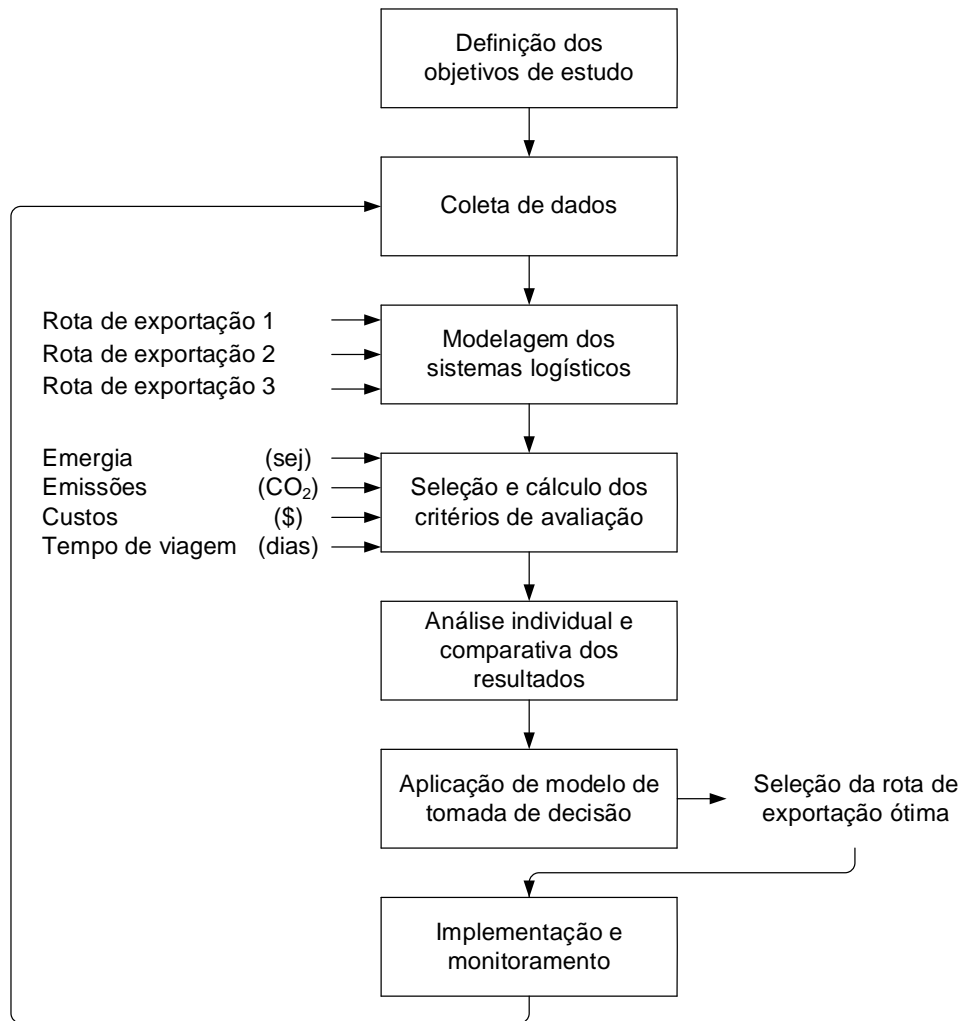 Definição dos
objetivos de estudo
Coleta de dados
Rota de exportação 1
Rota de exportação 2
Rota de exportação 3
Modelagem dos
sistemas logísticos
Emergia (sej)
Emissões (CO₂)
Custos ($)
Tempo de viagem (dias)
Seleção e cálculo dos
critérios de avaliação
Análise individual e
comparativa dos
resultados
Aplicação de modelo de
tomada de decisão
Seleção da rota de
exportação ótima
Implementação e
monitoramento